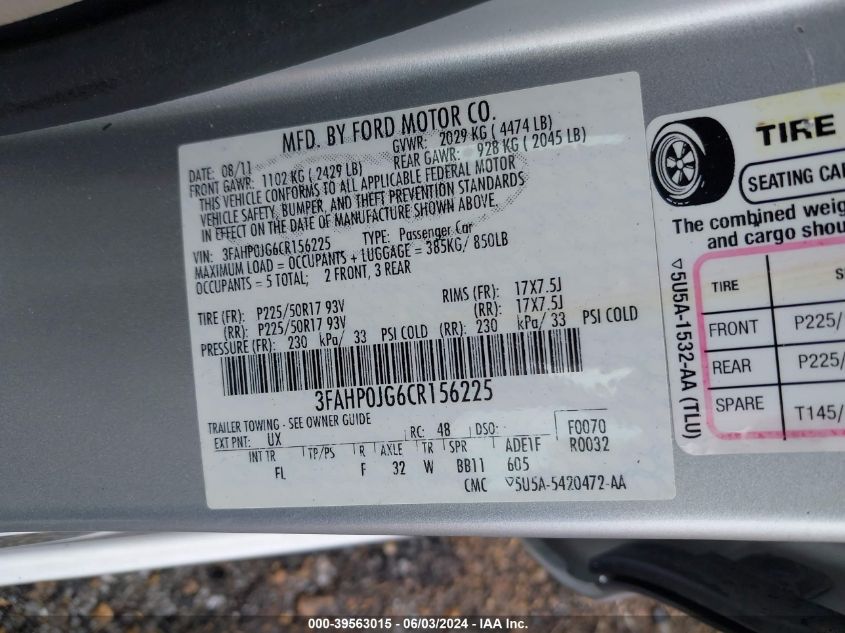 MFD. BY FORD MOTOR CO.
DATE: 08/11 GVWR: 2029 KG ( 4474 LB)
FRONT GAWR: 1102 KG ( 2429 LB) REAR GAWR: 928 KG ( 2045 LB)
THIS VEHICLE CONFORMS TO ALL APPLICABLE FEDERAL MOTOR
VEHICLE SAFETY, BUMPER, AND THEFT PREVENTION STANDARDS
IN EFFECT ON THE DATE OF MANUFACTURE SHOWN ABOVE.
VIN: 3FAHP0JG6CR156225 TYPE: Passenger Car
MAXIMUM LOAD = OCCUPANTS + LUGGAGE = 385KG/ 850LB
OCCUPANTS = 5 TOTAL; 2 FRONT, 3 REAR
TIRE (FR): P225/50R17 93V RIMS (FR): 17X7.5J
(RR): P225/50R17 93V (RR): 17X7.5J
PRESSURE (FR): 230 kPa/ 33 PSI COLD (RR): 230 kPa/ 33 PSI COLD
3FAHP0JG6CR156225
TRAILER TOWING - SEE OWNER GUIDE
EXT PNT: UX RC: 48 DSO: F0070
INT TR TP/PS R AXLE TR SPR ADE1F R0032
FL F 32 W BB11 605
CMC ▽5U5A-5420472-AA
TIRE
SEATING CA
The combined weig
and cargo shou
▽5U5A-1532-AA (TLU)
TIRE S
FRONT P225/
REAR P225/
SPARE T145/
000-39563015 - 06/03/2024 - IAA Inc.